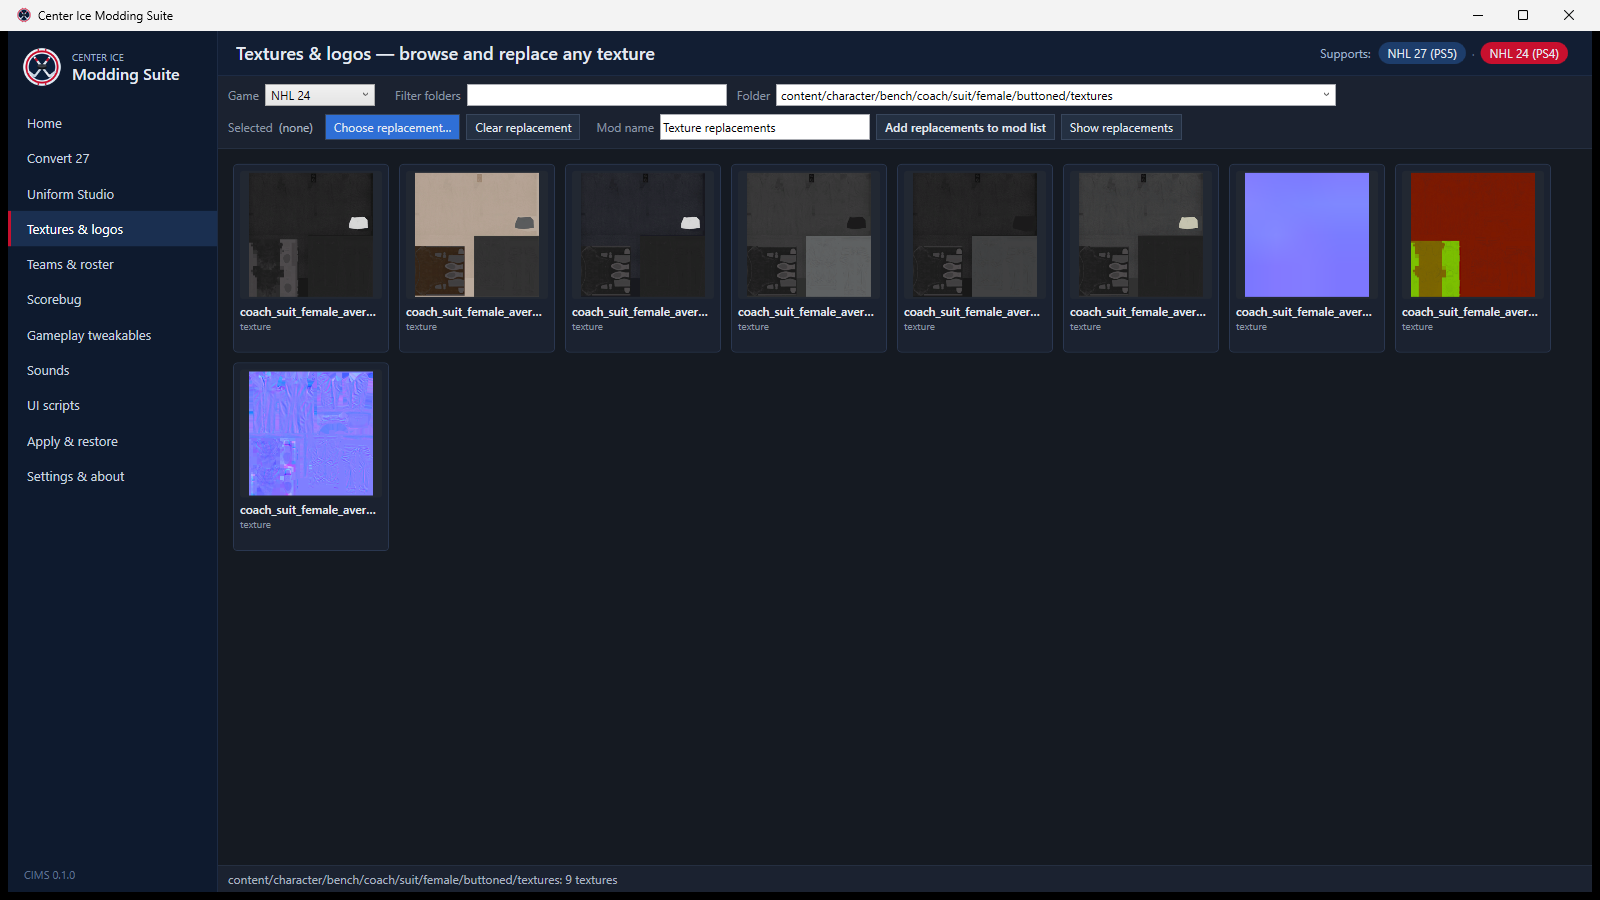 Center Ice Modding Suite
CENTER ICE
Modding Suite
Home
Convert 27
Uniform Studio
Textures & logos
Teams & roster
Scorebug
Gameplay tweakables
Sounds
UI scripts
Apply & restore
Settings & about
CIMS 0.1.0
Textures & logos — browse and replace any texture
Supports: NHL 27 (PS5) · NHL 24 (PS4)
Game NHL 24 Filter folders Folder content/character/bench/coach/suit/female/buttoned/textures
Selected (none) Choose replacement... Clear replacement Mod name Texture replacements Add replacements to mod list Show replacements
coach_suit_female_aver...
texture
coach_suit_female_aver...
texture
coach_suit_female_aver...
texture
coach_suit_female_aver...
texture
coach_suit_female_aver...
texture
coach_suit_female_aver...
texture
coach_suit_female_aver...
texture
coach_suit_female_aver...
texture
coach_suit_female_aver...
texture
content/character/bench/coach/suit/female/buttoned/textures: 9 textures